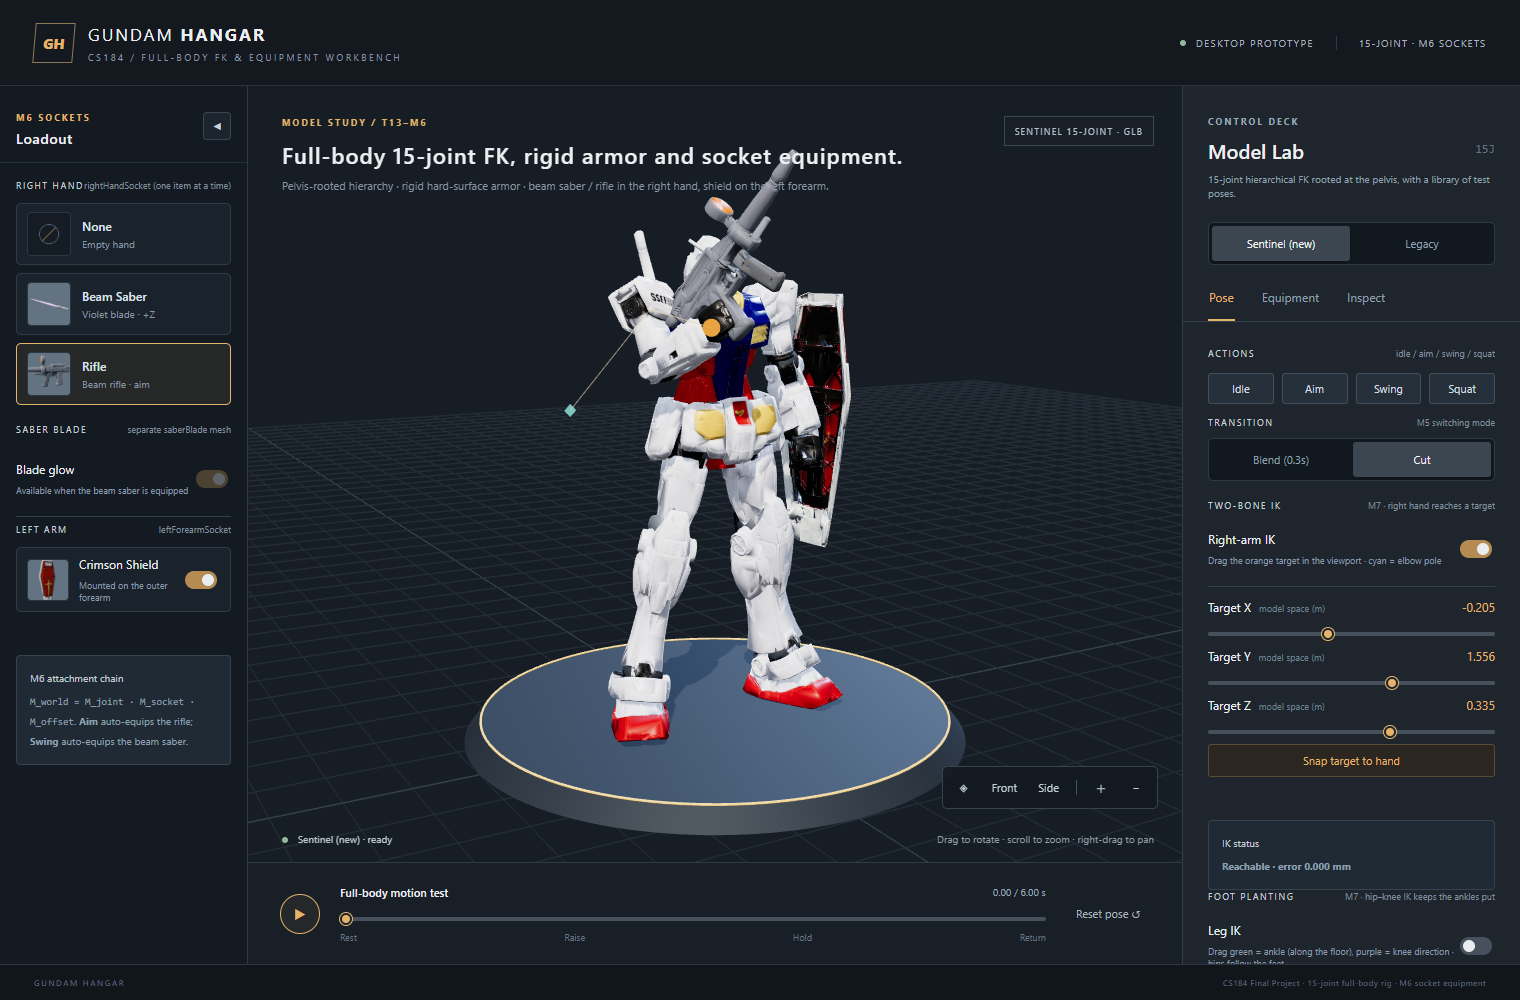 GH
GUNDAM HANGAR
CS184 / FULL-BODY FK & EQUIPMENT WORKBENCH
DESKTOP PROTOTYPE
15-JOINT · M6 SOCKETS
M6 SOCKETS
Loadout
◀
RIGHT HAND rightHandSocket (one item at a time)
None
Empty hand
Beam Saber
Violet blade · +Z
Rifle
Beam rifle · aim
SABER BLADE separate saberBlade mesh
Blade glow
Available when the beam saber is equipped
LEFT ARM leftForearmSocket
Crimson Shield
Mounted on the outer
forearm
M6 attachment chain
M_world = M_joint · M_socket ·
M_offset. Aim auto-equips the rifle;
Swing auto-equips the beam saber.
MODEL STUDY / T13–M6
Full-body 15-joint FK, rigid armor and socket equipment.
Pelvis-rooted hierarchy · rigid hard-surface armor · beam saber / rifle in the right hand, shield on the left forearm.
SENTINEL 15-JOINT · GLB
◈ Front Side + −
Sentinel (new) · ready
Drag to rotate · scroll to zoom · right-drag to pan
Full-body motion test
0.00 / 6.00 s
Rest Raise Hold Return
Reset pose ↺
CONTROL DECK
Model Lab
15J
15-joint hierarchical FK rooted at the pelvis, with a library of test
poses.
Sentinel (new) Legacy
Pose Equipment Inspect
ACTIONS idle / aim / swing / squat
Idle Aim Swing Squat
TRANSITION M5 switching mode
Blend (0.3s) Cut
TWO-BONE IK M7 · right hand reaches a target
Right-arm IK
Drag the orange target in the viewport · cyan = elbow pole
Target X model space (m) -0.205
Target Y model space (m) 1.556
Target Z model space (m) 0.335
Snap target to hand
IK status
Reachable · error 0.000 mm
FOOT PLANTING M7 · hip–knee IK keeps the ankles put
Leg IK
Drag green = ankle (along the floor), purple = knee direction ·
hips follow the feet
GUNDAM HANGAR
CS184 Final Project · 15-joint full-body rig · M6 socket equipment